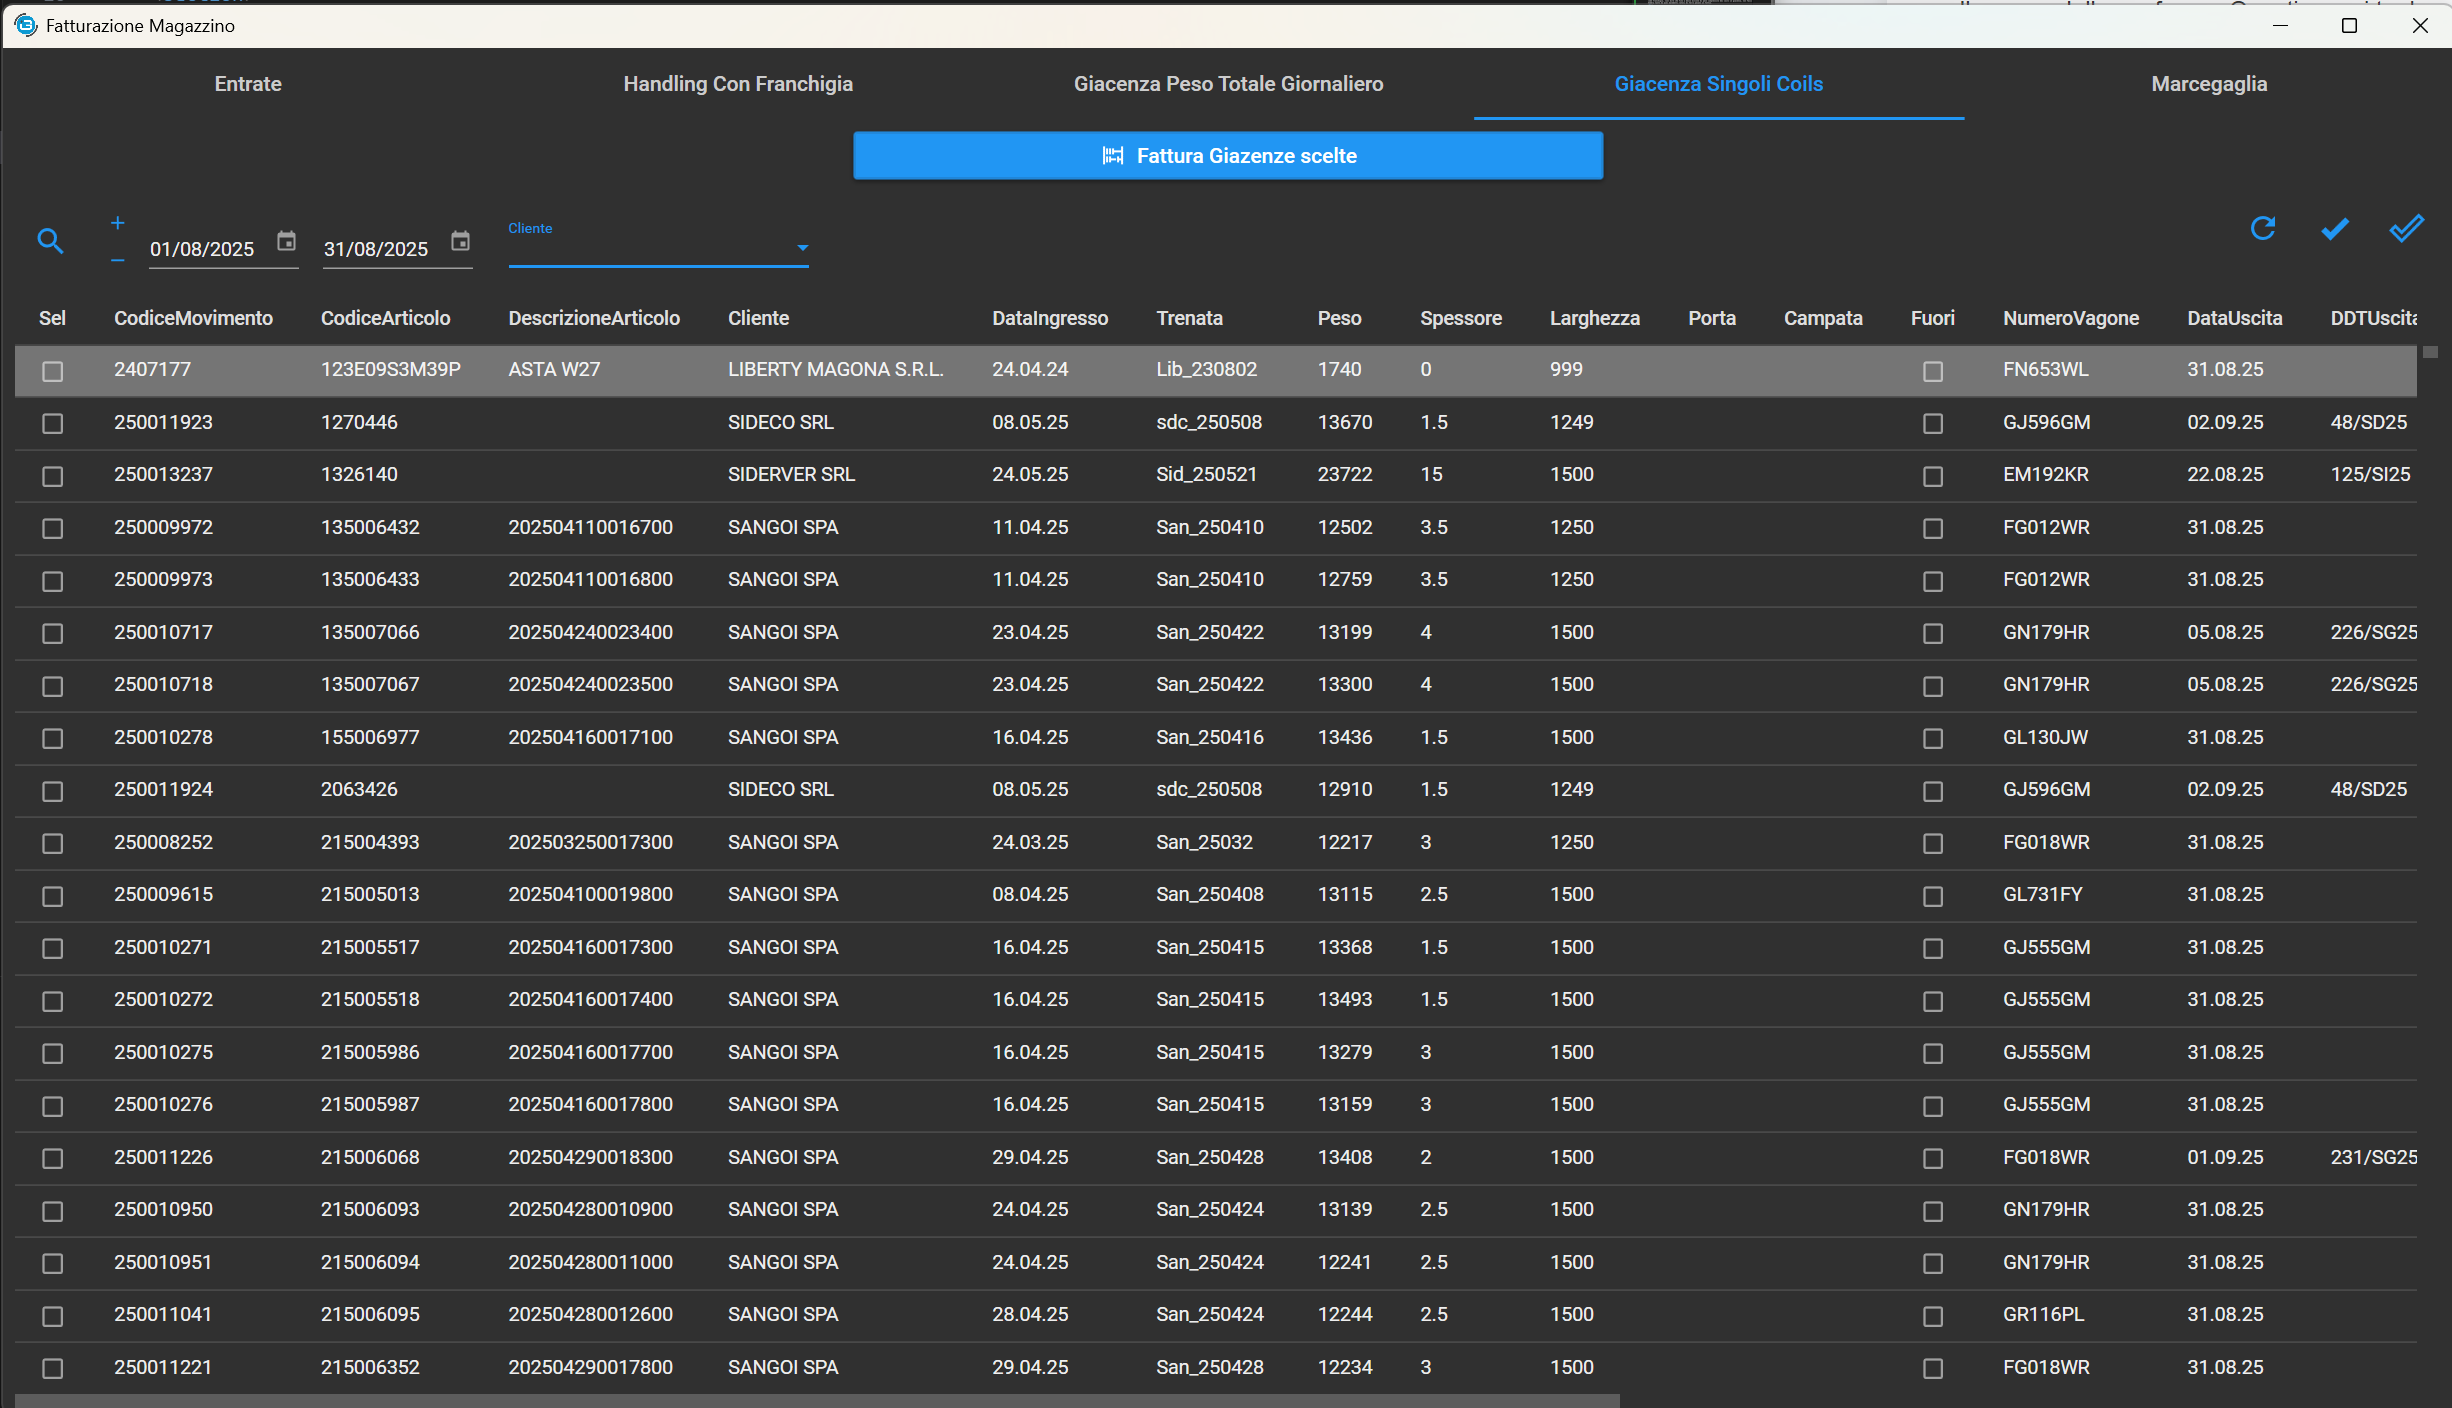 Fatturazione Magazzino
Entrate Handling Con Franchigia Giacenza Peso Totale Giornaliero Giacenza Singoli Coils Marcegaglia
Fattura Giazenze scelte
Cliente
01/08/2025 31/08/2025
Sel CodiceMovimento CodiceArticolo DescrizioneArticolo Cliente DataIngresso Trenata Peso Spessore Larghezza Porta Campata Fuori NumeroVagone DataUscita DDTUscita
2407177 123E09S3M39P ASTA W27 LIBERTY MAGONA S.R.L. 24.04.24 Lib_230802 1740 0 999 FN653WL 31.08.25
250011923 1270446 SIDECO SRL 08.05.25 sdc_250508 13670 1.5 1249 GJ596GM 02.09.25 48/SD25
250013237 1326140 SIDERVER SRL 24.05.25 Sid_250521 23722 15 1500 EM192KR 22.08.25 125/SI25
250009972 135006432 202504110016700 SANGOI SPA 11.04.25 San_250410 12502 3.5 1250 FG012WR 31.08.25
250009973 135006433 202504110016800 SANGOI SPA 11.04.25 San_250410 12759 3.5 1250 FG012WR 31.08.25
250010717 135007066 202504240023400 SANGOI SPA 23.04.25 San_250422 13199 4 1500 GN179HR 05.08.25 226/SG25
250010718 135007067 202504240023500 SANGOI SPA 23.04.25 San_250422 13300 4 1500 GN179HR 05.08.25 226/SG25
250010278 155006977 202504160017100 SANGOI SPA 16.04.25 San_250416 13436 1.5 1500 GL130JW 31.08.25
250011924 2063426 SIDECO SRL 08.05.25 sdc_250508 12910 1.5 1249 GJ596GM 02.09.25 48/SD25
250008252 215004393 202503250017300 SANGOI SPA 24.03.25 San_25032 12217 3 1250 FG018WR 31.08.25
250009615 215005013 202504100019800 SANGOI SPA 08.04.25 San_250408 13115 2.5 1500 GL731FY 31.08.25
250010271 215005517 202504160017300 SANGOI SPA 16.04.25 San_250415 13368 1.5 1500 GJ555GM 31.08.25
250010272 215005518 202504160017400 SANGOI SPA 16.04.25 San_250415 13493 1.5 1500 GJ555GM 31.08.25
250010275 215005986 202504160017700 SANGOI SPA 16.04.25 San_250415 13279 3 1500 GJ555GM 31.08.25
250010276 215005987 202504160017800 SANGOI SPA 16.04.25 San_250415 13159 3 1500 GJ555GM 31.08.25
250011226 215006068 202504290018300 SANGOI SPA 29.04.25 San_250428 13408 2 1500 FG018WR 01.09.25 231/SG25
250010950 215006093 202504280010900 SANGOI SPA 24.04.25 San_250424 13139 2.5 1500 GN179HR 31.08.25
250010951 215006094 202504280011000 SANGOI SPA 24.04.25 San_250424 12241 2.5 1500 GN179HR 31.08.25
250011041 215006095 202504280012600 SANGOI SPA 28.04.25 San_250424 12244 2.5 1500 GR116PL 31.08.25
250011221 215006352 202504290017800 SANGOI SPA 29.04.25 San_250428 12234 3 1500 FG018WR 31.08.25